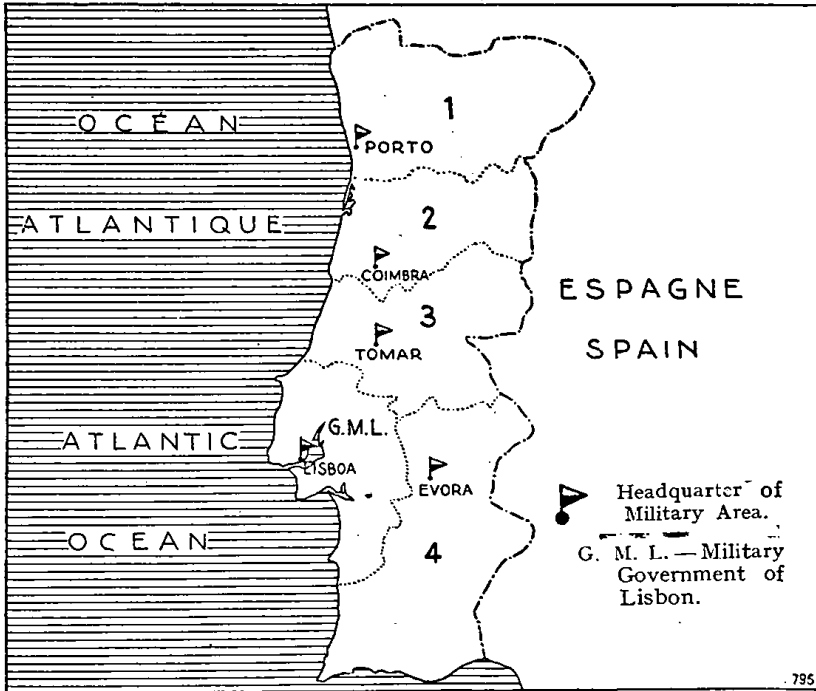 OCÉAN
1
PORTO
ATLANTIQUE
2
COIMBRA
ESPAGNE
3
TOMAR
SPAIN
G.M.L.
ATLANTIC
LISBOA
EVORA
Headquarter of
Military Area.
OCEAN
4
G. M. L. — Military
Government of
Lisbon.
795